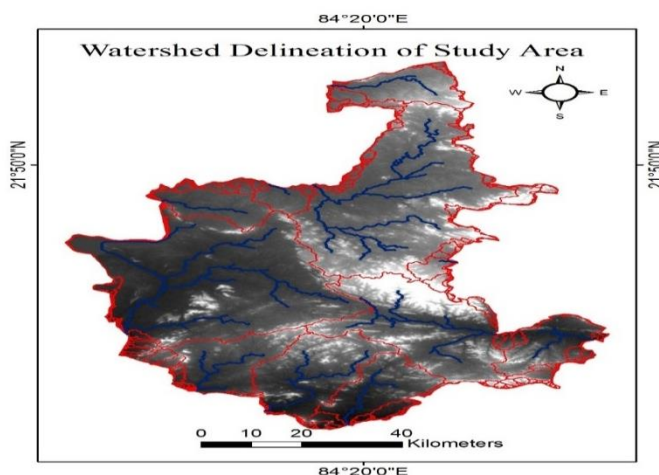 84°20'0"E
Watershed Delineation of Study Area
N
W E
S
21°50'0"N
21°50'0"N
0 10 20 40
Kilometers
84°20'0"E